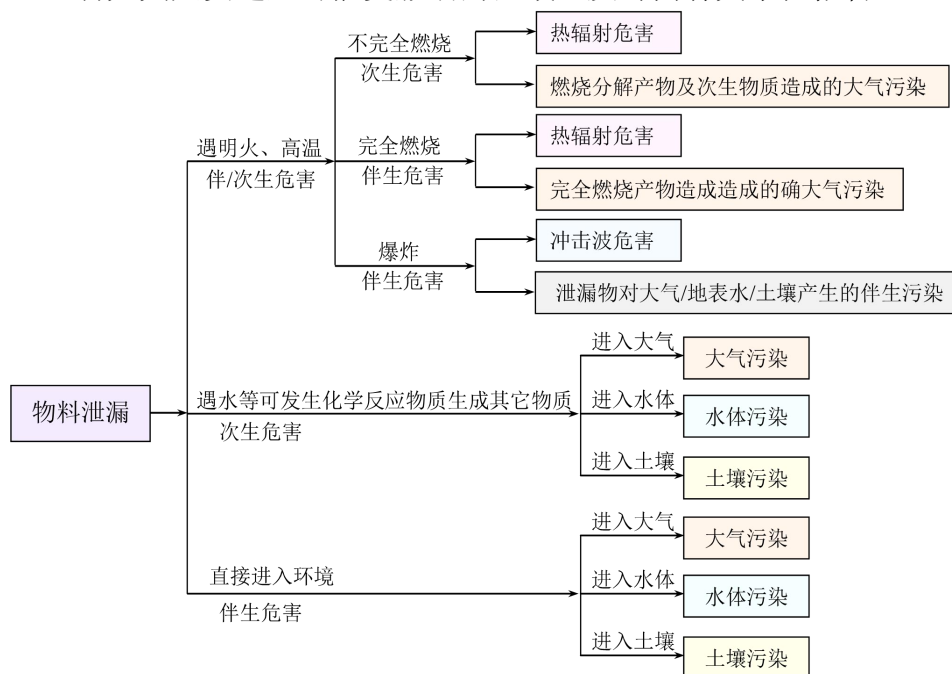 不完全燃烧
次生危害
热辐射危害
燃烧分解产物及次生物质造成的大气污染
遇明火、高温
伴/次生危害
完全燃烧
伴生危害
热辐射危害
完全燃烧产物造成造成的确大气污染
爆炸
伴生危害
冲击波危害
泄漏物对大气/地表水/土壤产生的伴生污染
物料泄漏
遇水等可发生化学反应物质生成其它物质
次生危害
进入大气
大气污染
进入水体
水体污染
进入土壤
土壤污染
直接进入环境
伴生危害
进入大气
大气污染
进入水体
水体污染
进入土壤
土壤污染